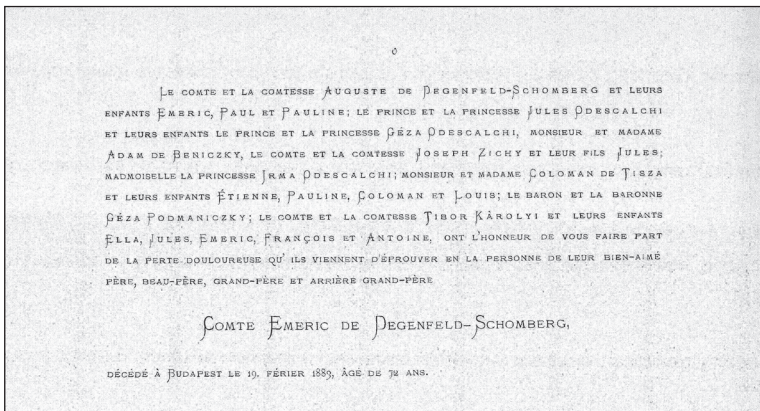 LE COMTE ET LA COMTESSE AUGUSTE DE DEGENFELD-SCHOMBERG ET LEURS
ENFANTS EMERIC, PAUL ET PAULINE; LE PRINCE ET LA PRINCESSE JULES ODESCALCHI
ET LEURS ENFANTS LE PRINCE ET LA PRINCESSE GÉZA ODESCALCHI, MONSIEUR ET MADAME
ADAM DE BENICZKY, LE COMTE ET LA COMTESSE JOSEPH ZICHY ET LEUR FILS JULES;
MADMOISELLE LA PRINCESSE IRMA ODESCALCHI; MONSIEUR ET MADAME COLOMAN DE TISZA
ET LEURS ENFANTS ÉTIENNE, PAULINE, COLOMAN ET LOUIS; LE BARON ET LA BARONNE
GÉZA PODMANICZKY; LE COMTE ET LA COMTESSE TIBOR KÁROLYI ET LEURS ENFANTS
ELLA, JULES, EMERIC, FRANÇOIS ET ANTOINE, ONT L'HONNEUR DE VOUS FAIRE PART
DE LA PERTE DOULOUREUSE QU' ILS VIENNENT D'ÉPROUVER EN LA PERSONNE DE LEUR BIEN-AIMÉ
PÈRE, BEAU-PÈRE, GRAND-PÈRE ET ARRIÈRE GRAND-PÈRE
COMTE EMERIC DE DEGENFELD-SCHOMBERG,
DÉCÉDÉ À BUDAPEST LE 19. FÉRIER 1883, ÂGÉ DE 72 ANS.